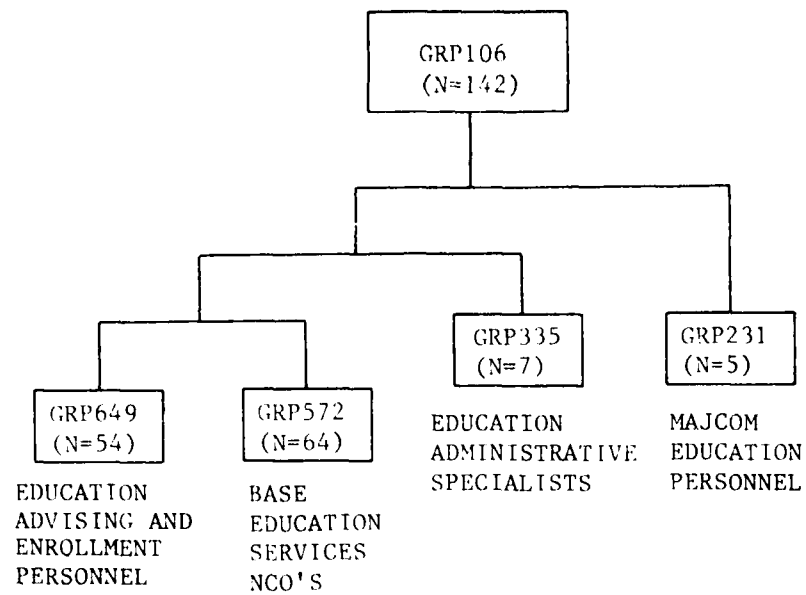 GRP106
(N=142)
GRP335
(N=7)
GRP231
(N=5)
GRP649
(N=54)
GRP572
(N=64)
EDUCATION
ADMINISTRATIVE
SPECIALISTS
MAJCOM
EDUCATION
PERSONNEL
EDUCATION
ADVISING AND
ENROLLMENT
PERSONNEL
BASE
EDUCATION
SERVICES
NCO'S